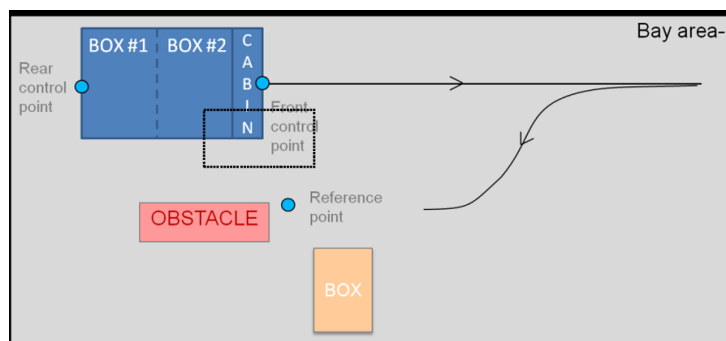 Bay area-
BOX #1
BOX #2
C
A
B
I
N
Rear
control
point
Front
control
point
Reference
point
OBSTACLE
BOX